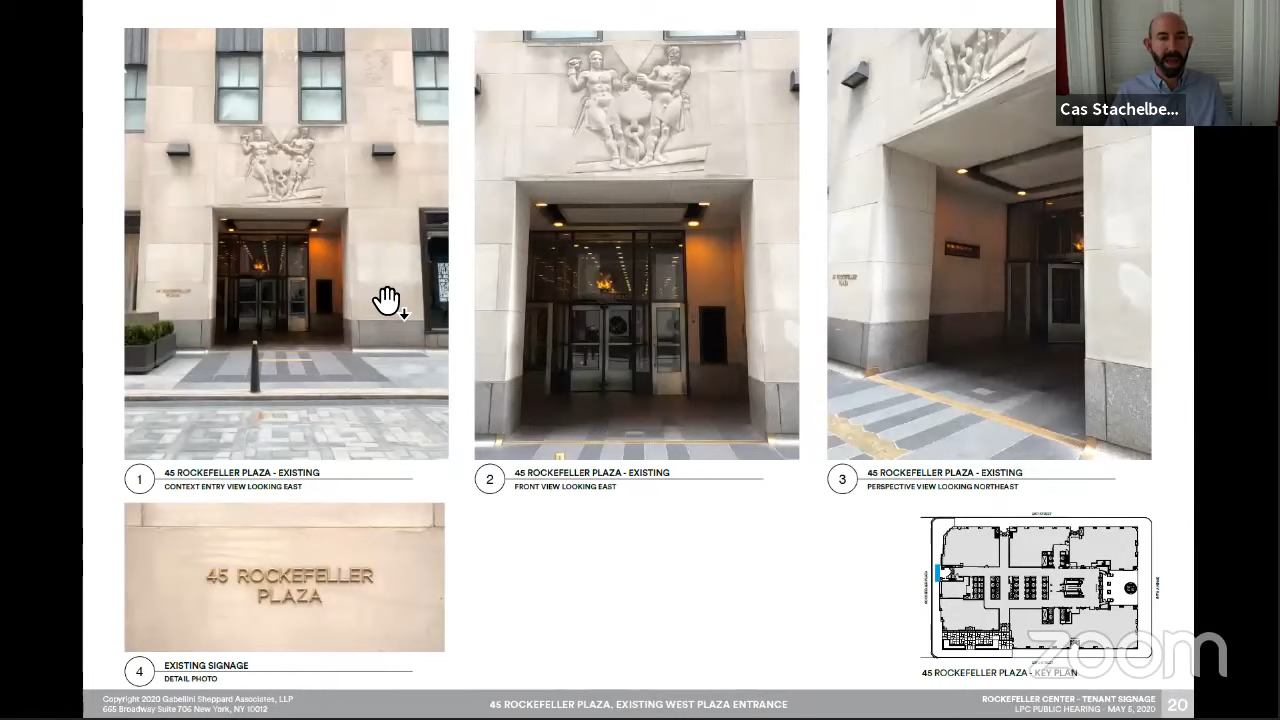 Cas Stachelbe...
1
45 ROCKEFELLER PLAZA - EXISTING
CONTEXT ENTRY VIEW LOOKING EAST
2
45 ROCKEFELLER PLAZA - EXISTING
FRONT VIEW LOOKING EAST
3
45 ROCKEFELLER PLAZA - EXISTING
PERSPECTIVE VIEW LOOKING NORTHEAST
45 ROCKEFELLER
PLAZA
4
EXISTING SIGNAGE
DETAIL PHOTO
45 ROCKEFELLER PLAZA - KEY PLAN
zoom
Copyright 2020 Gabellini Sheppard Associates, LLP
665 Broadway Suite 706 New York, NY 10012
45 ROCKEFELLER PLAZA, EXISTING WEST PLAZA ENTRANCE
ROCKEFELLER CENTER - TENANT SIGNAGE
LPC PUBLIC HEARING - MAY 5, 2020
20